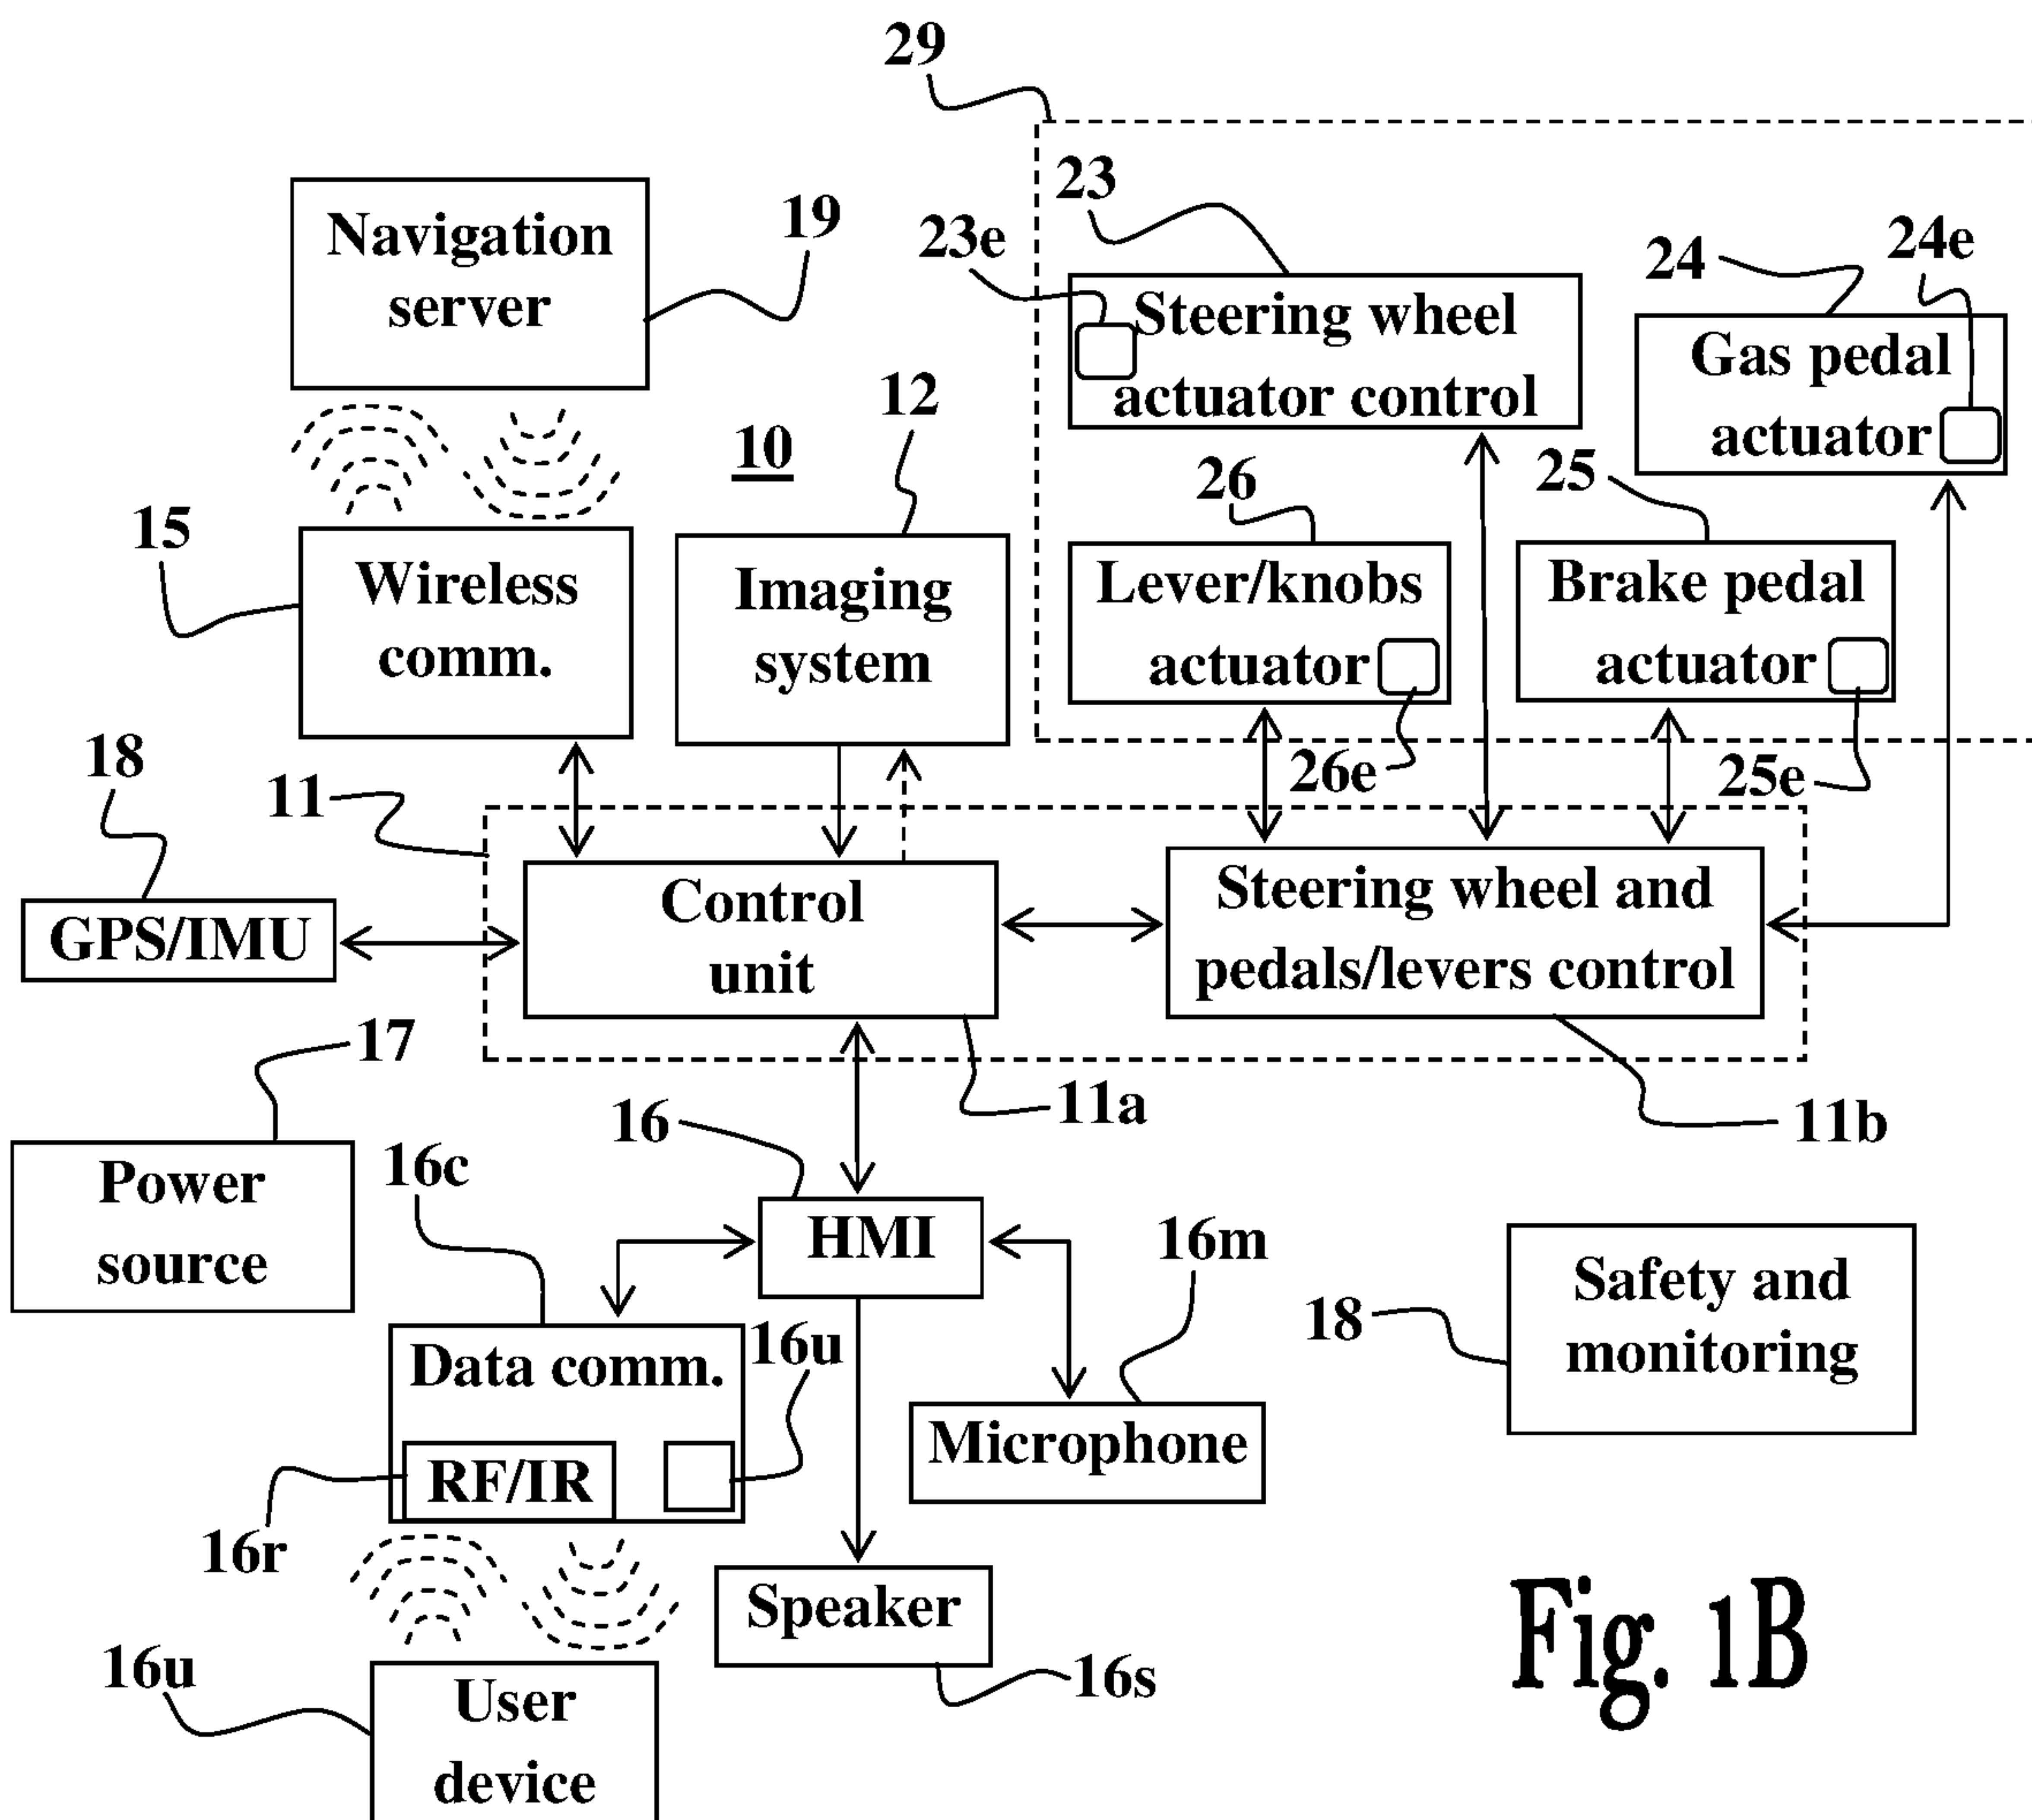 29
23
23e
24
24e
Navigation
server
19
Steering wheel
actuator control
Gas pedal
actuator
10
12
26
25
15
Wireless
comm.
Imaging
system
Lever/knobs
actuator
Brake pedal
actuator
18
11
26e
25e
GPS/IMU
Control
unit
Steering wheel and
pedals/levers control
17
16
11a
11b
Power
source
16c
HMI
16m
18
Safety and
monitoring
Data comm.
16u
RF/IR
Microphone
16r
Speaker
16s
16u
User
device
Fig. 1B